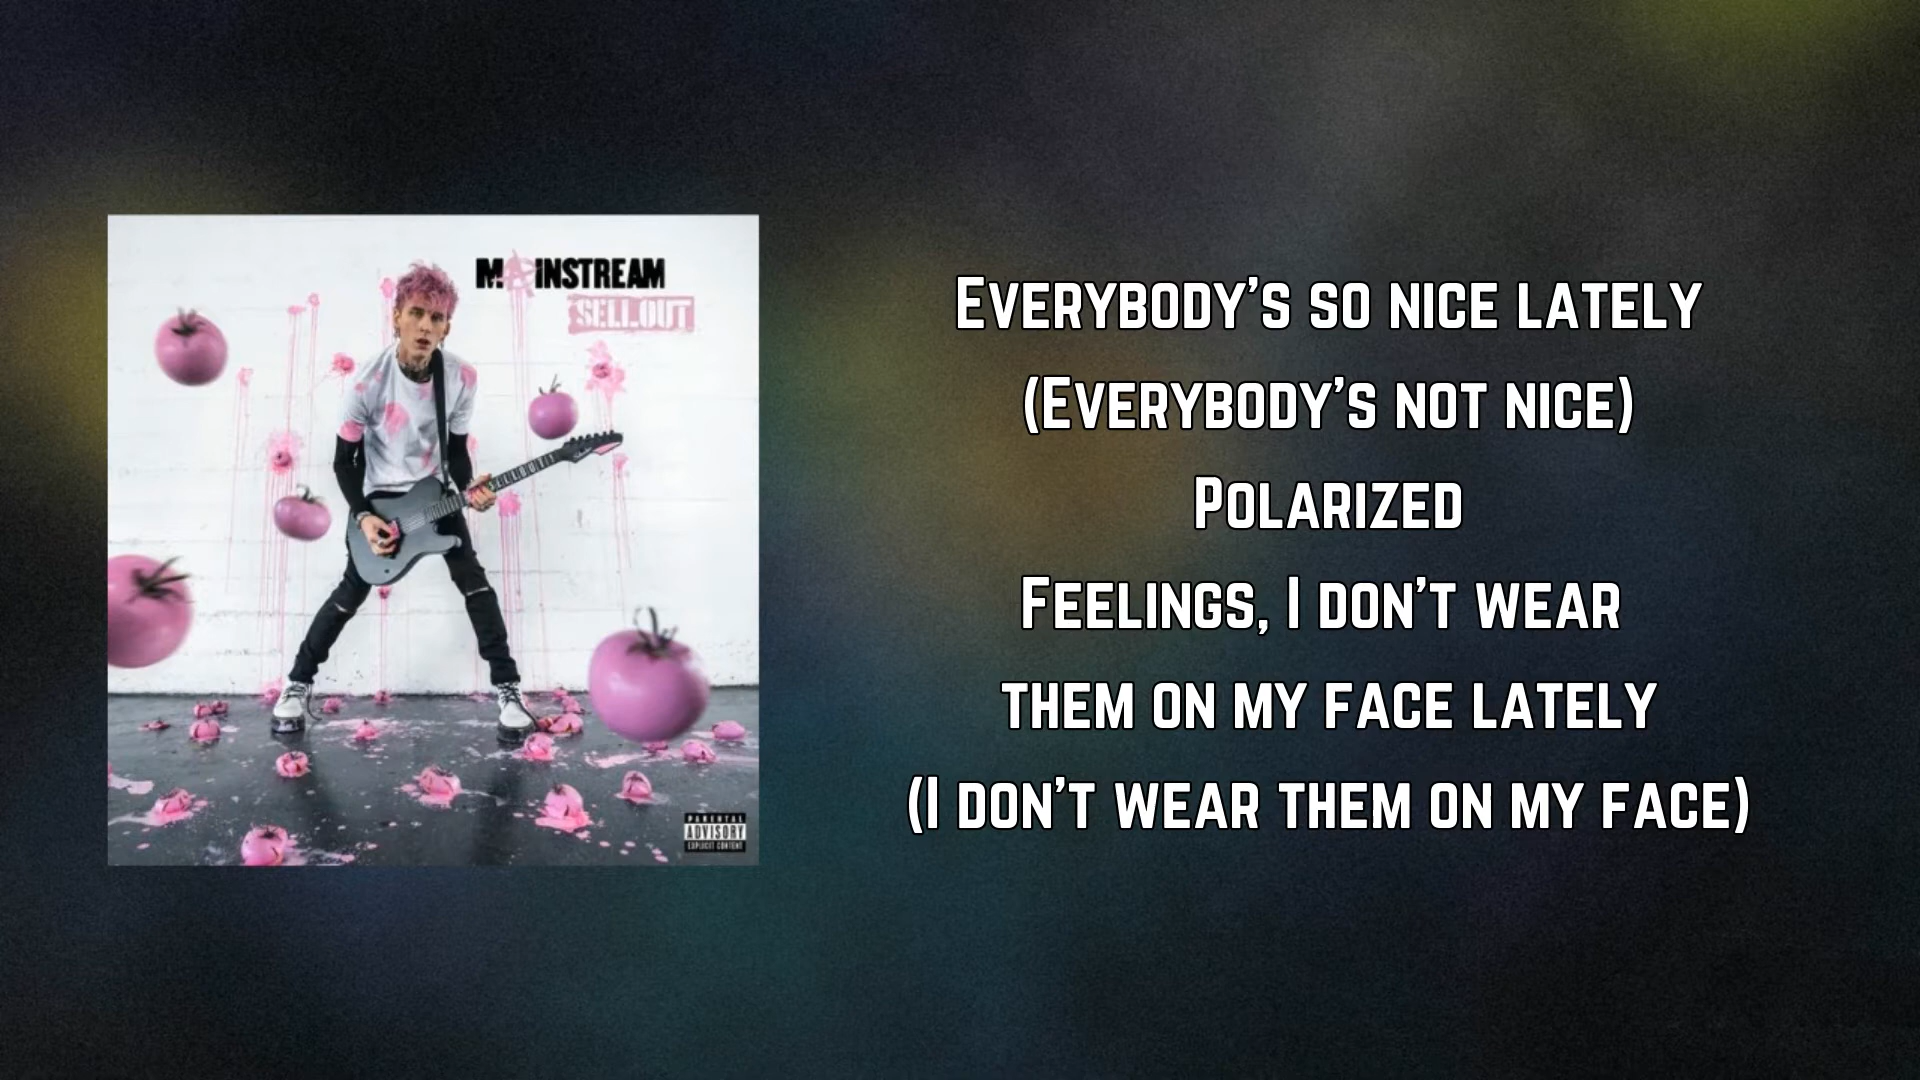 MAINSTREAM
SELLOUT
PARENTAL
ADVISORY
EXPLICIT CONTENT
EVERYBODY'S SO NICE LATELY
(EVERYBODY'S NOT NICE)
POLARIZED
FEELINGS, I DON'T WEAR
THEM ON MY FACE LATELY
(I DON'T WEAR THEM ON MY FACE)